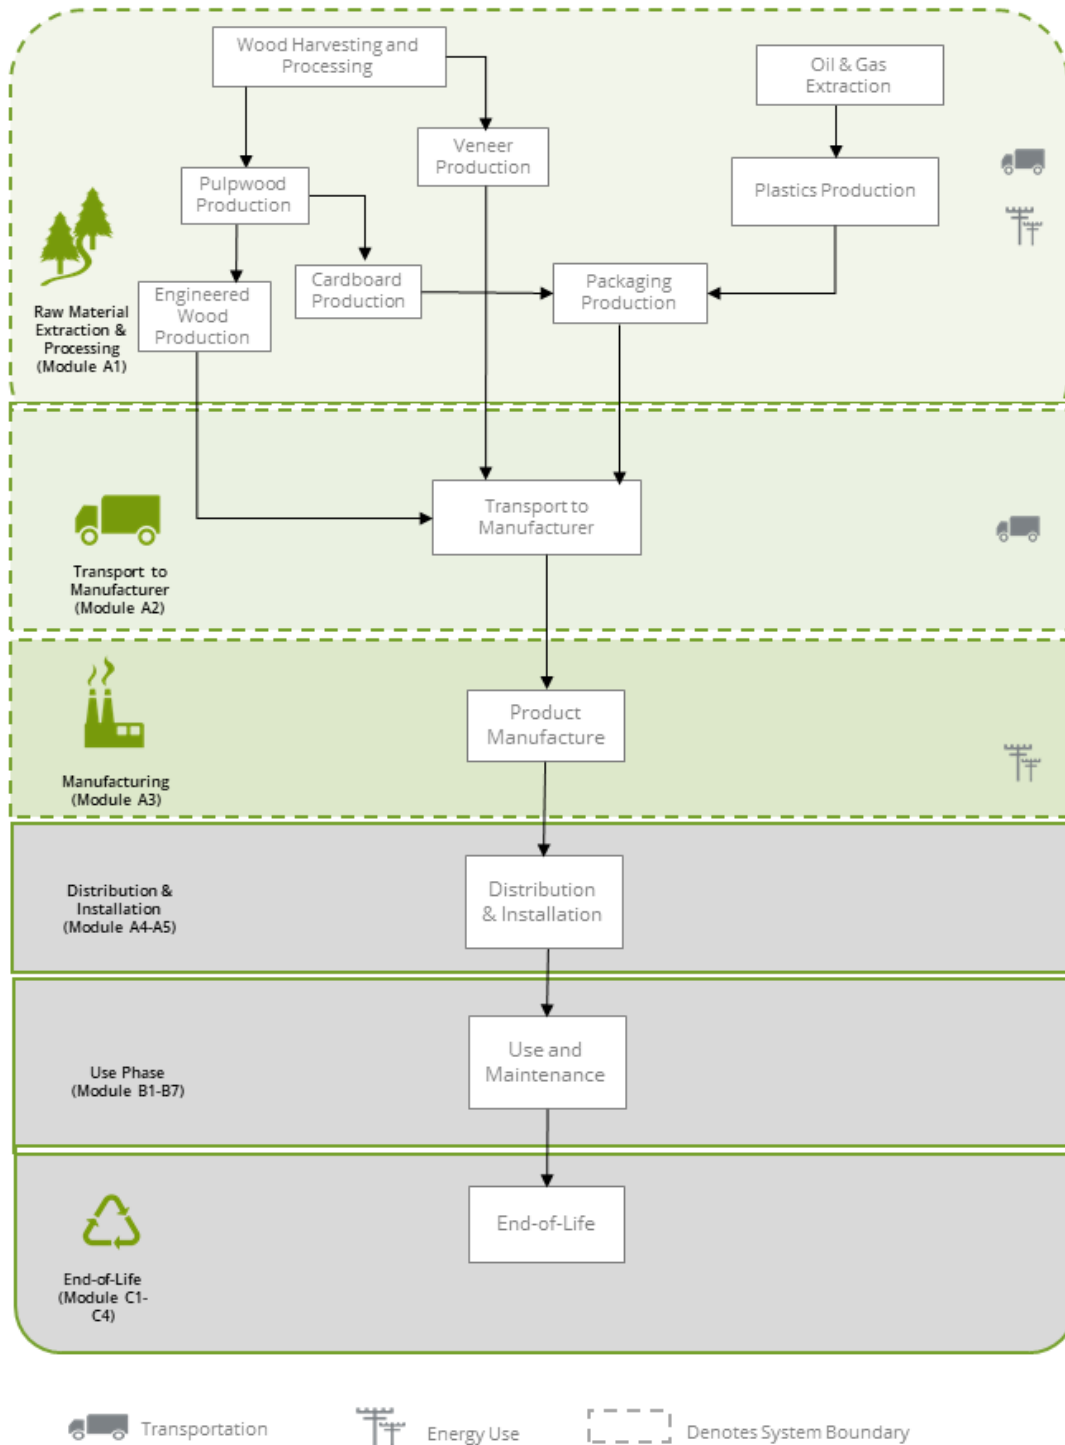 Wood Harvesting and
Processing
Oil & Gas
Extraction
Veneer
Production
Plastics Production
Pulpwood
Production
Cardboard
Production
Packaging
Production
Engineered
Wood
Production
Raw Material
Extraction &
Processing
(Module A1)
Transport to
Manufacturer
Transport to
Manufacturer
(Module A2)
Product
Manufacture
Manufacturing
(Module A3)
Distribution &
Installation
(Module A4-A5)
Distribution
& Installation
Use and
Maintenance
Use Phase
(Module B1-B7)
End-of-Life
End-of-Life
(Module C1-
C4)
Transportation
Energy Use
Denotes System Boundary